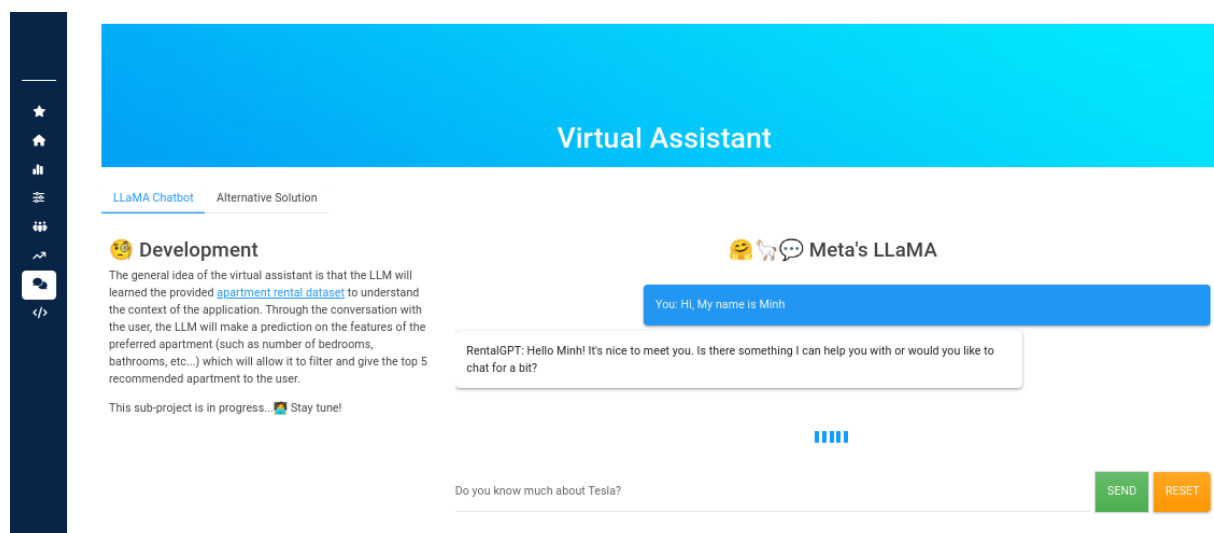 Virtual Assistant
LLaMA Chatbot
Alternative Solution
🧐 Development
The general idea of the virtual assistant is that the LLM will
learned the provided apartment rental dataset to understand
the context of the application. Through the conversation with
the user, the LLM will make a prediction on the features of the
preferred apartment (such as number of bedrooms,
bathrooms, etc...) which will allow it to filter and give the top 5
recommended apartment to the user.
This sub-project is in progress...🧑‍💻 Stay tune!
🤗🦙💬 Meta's LLaMA
You: Hi, My name is Minh
RentalGPT: Hello Minh! It's nice to meet you. Is there something I can help you with or would you like to
chat for a bit?
Do you know much about Tesla?
SEND
RESET